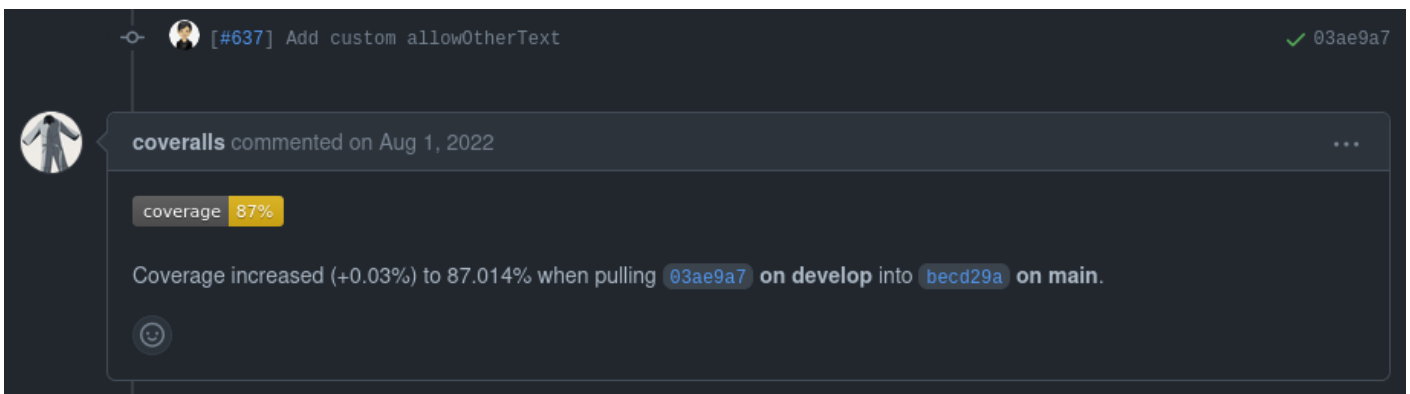 [#637] Add custom allowOtherText 03ae9a7
coveralls commented on Aug 1, 2022
coverage 87%
Coverage increased (+0.03%) to 87.014% when pulling 03ae9a7 on develop into becd29a on main.